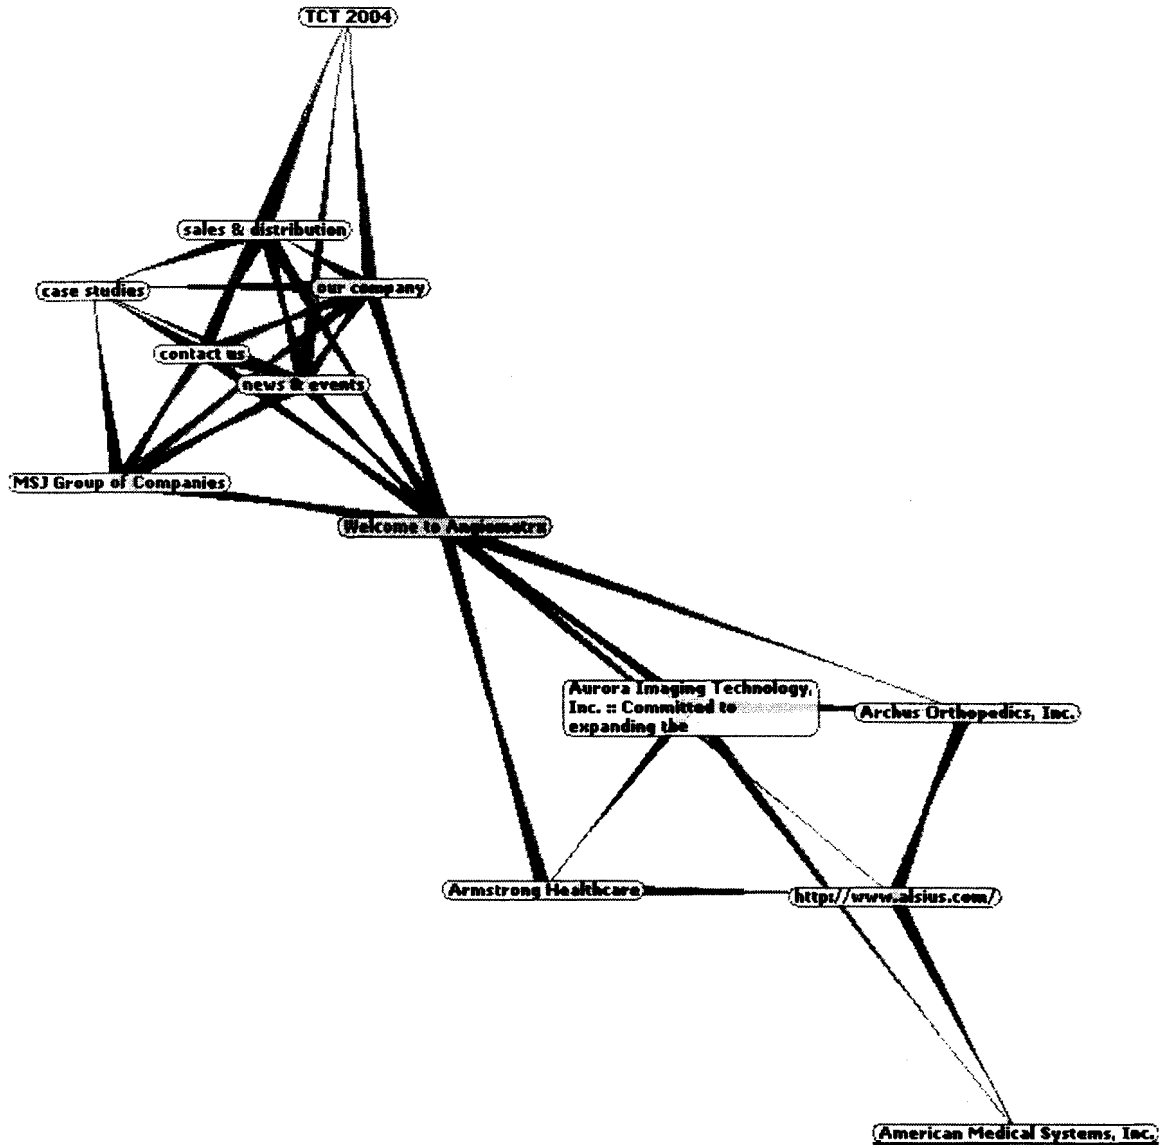 TCT 2004
sales & distribution
case studies
our company
contact us
news & events
MSJ Group of Companies
Welcome to Angiometrx
Aurora Imaging Technology,
Inc. :: Committed to
expanding the
Archus Orthopedics, Inc.
Armstrong Healthcare
http://www.alsius.com/
American Medical Systems, Inc.